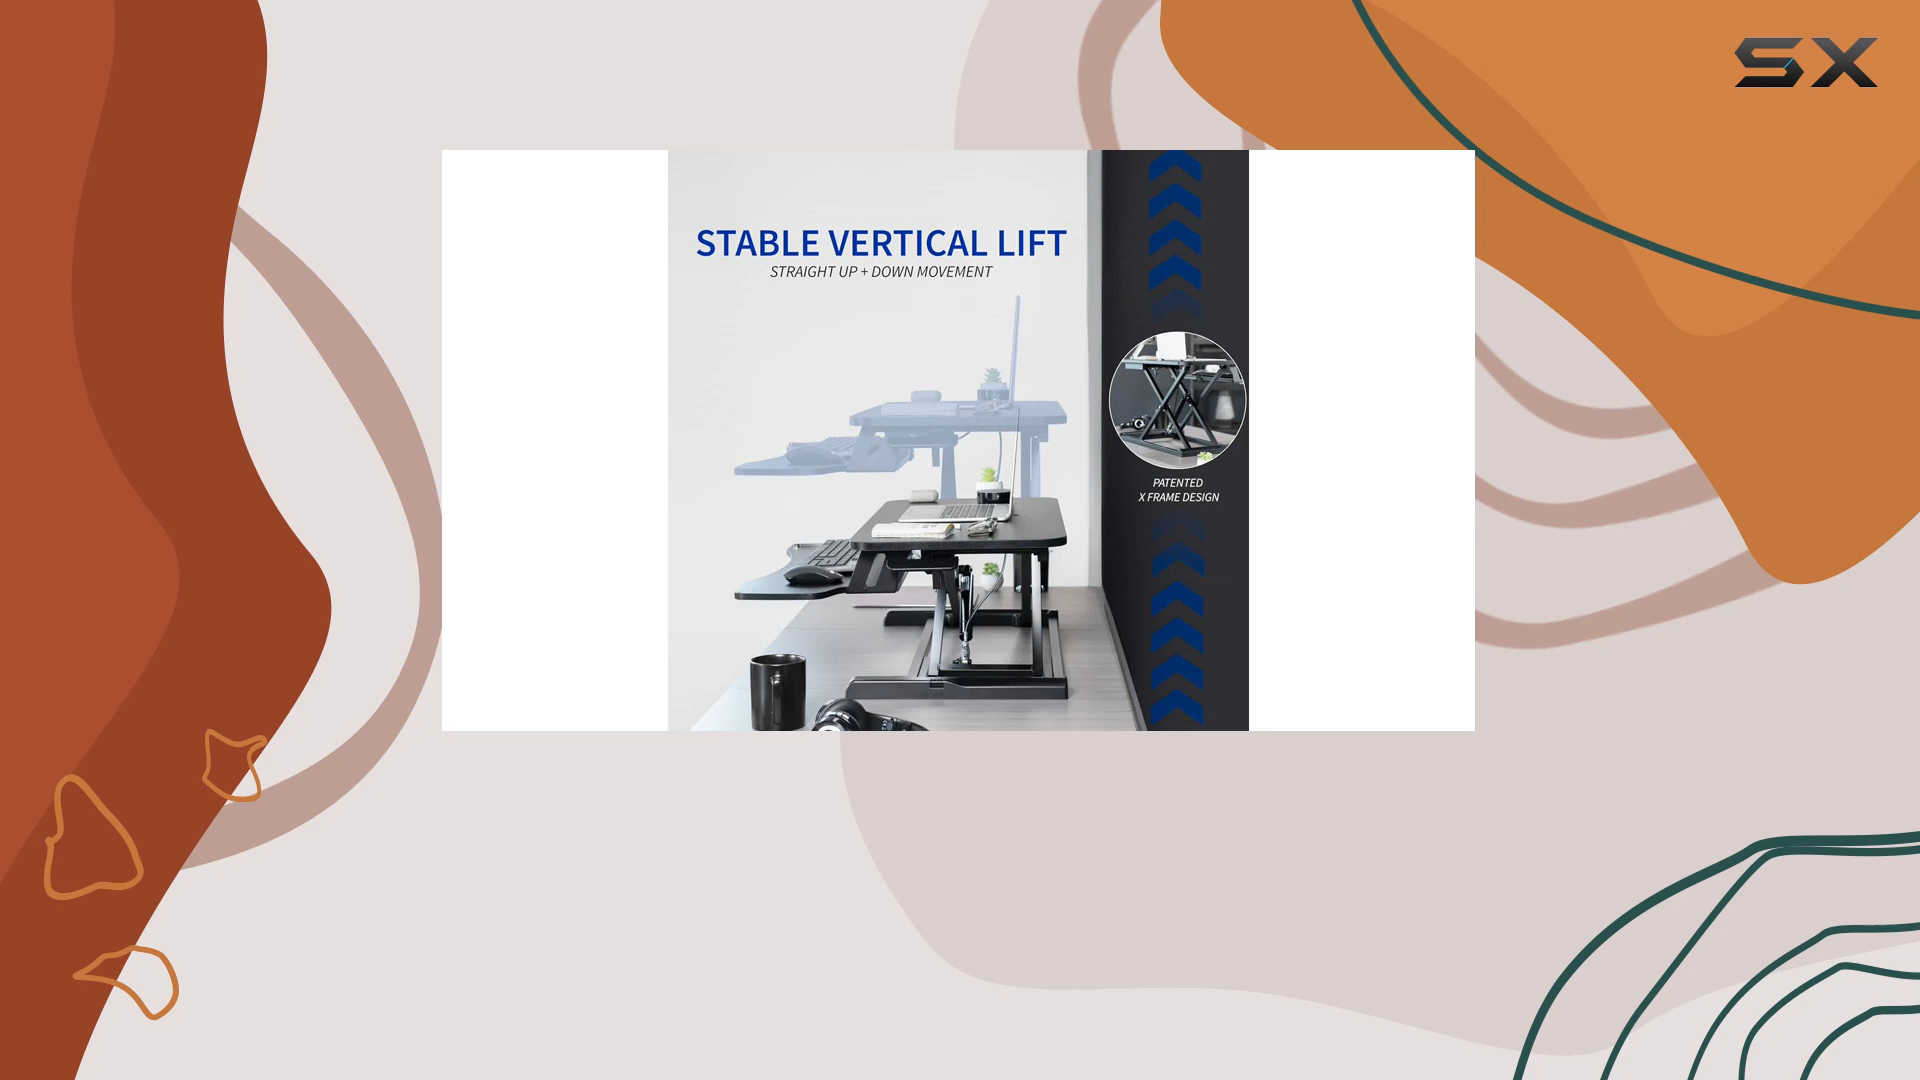 SX
STABLE VERTICAL LIFT
STRAIGHT UP + DOWN MOVEMENT
PATENTED
X FRAME DESIGN